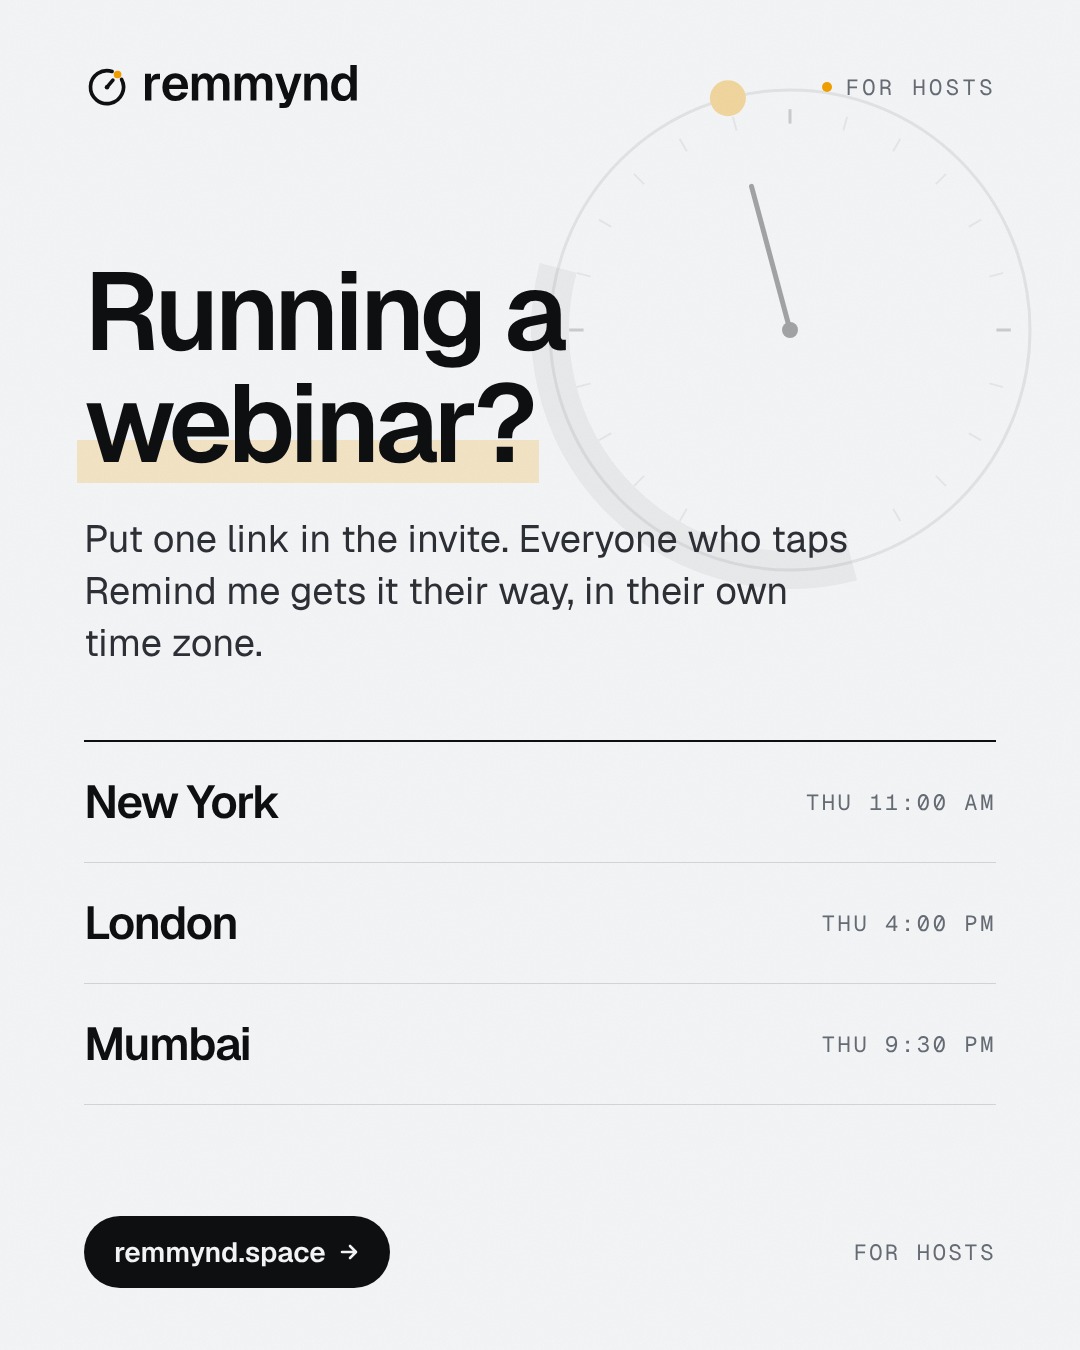 remmynd
FOR HOSTS
Running a
webinar?
Put one link in the invite. Everyone who taps
Remind me gets it their way, in their own
time zone.
New York
THU 11:00 AM
London
THU 4:00 PM
Mumbai
THU 9:30 PM
remmynd.space →
FOR HOSTS